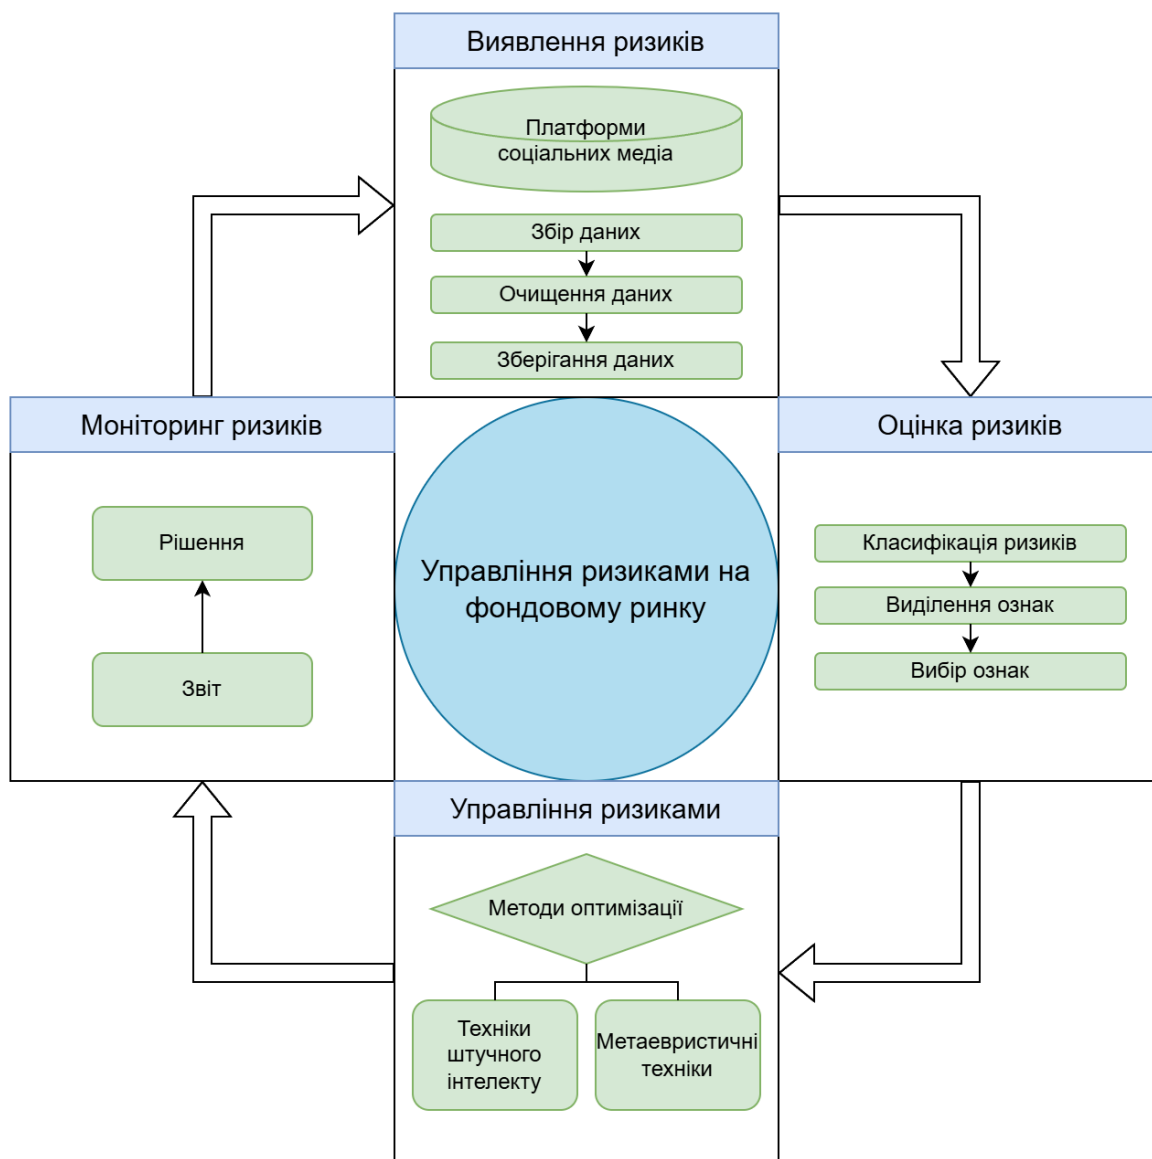 Виявлення ризиків
Платформи
соціальних медіа
Збір даних
Очищення даних
Зберігання даних
Моніторинг ризиків
Рішення
Звіт
Управління ризиками на
фондовому ринку
Оцінка ризиків
Класифікація ризиків
Виділення ознак
Вибір ознак
Управління ризиками
Методи оптимізації
Техніки
штучного
інтелекту
Метаевристичні
техніки